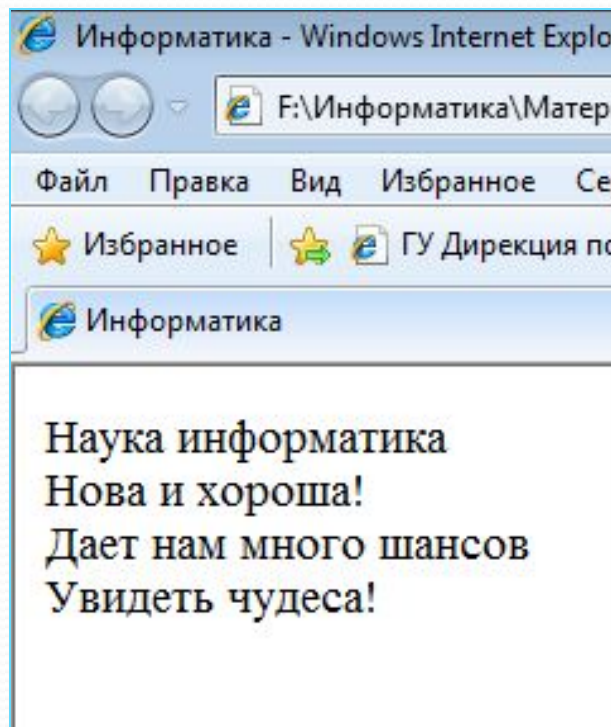 Информатика - Windows Internet Explo
F:\Информатика\Матер
Файл Правка Вид Избранное Се
Избранное ГУ Дирекция по
Информатика
Наука информатика
Нова и хороша!
Дает нам много шансов
Увидеть чудеса!